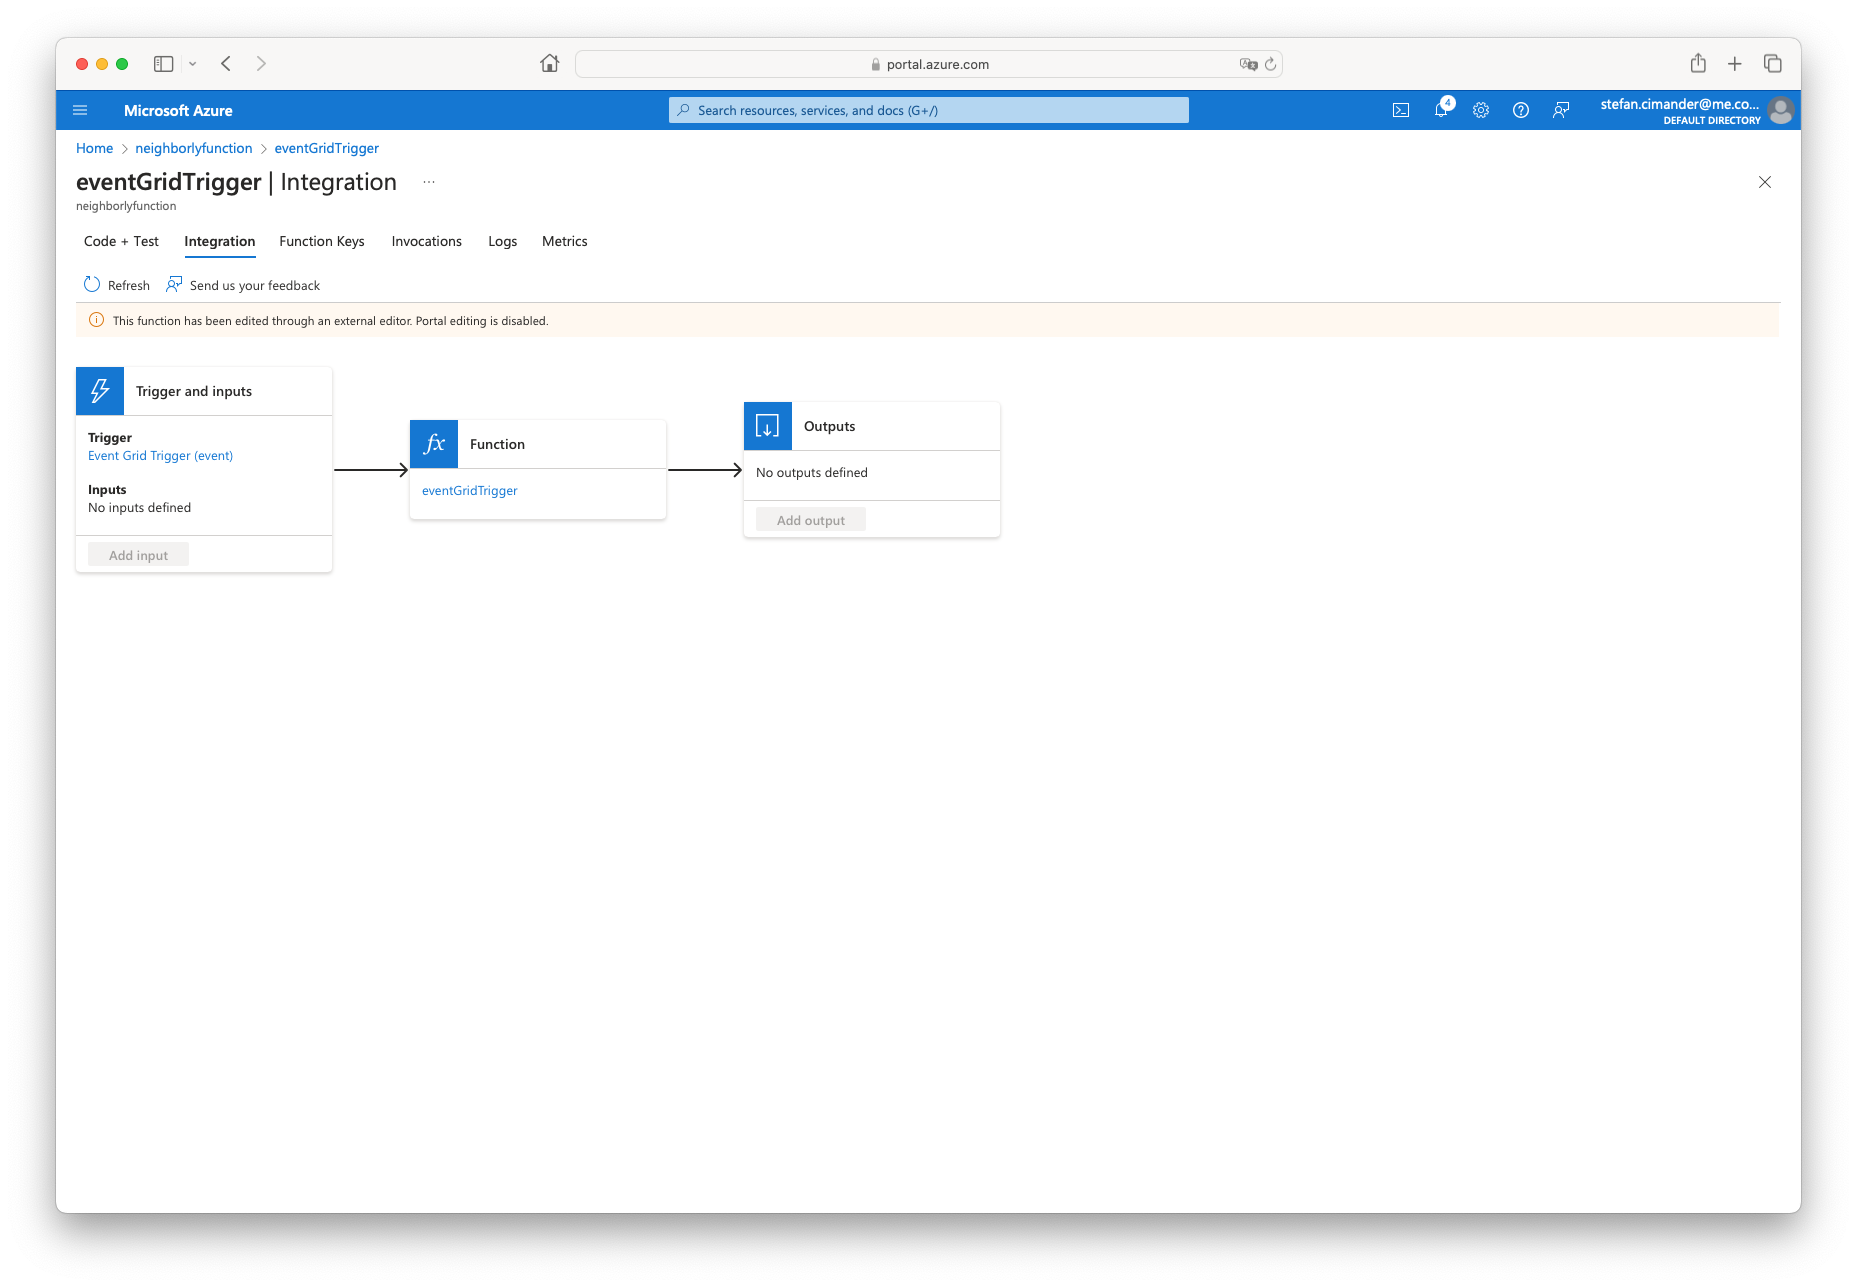 portal.azure.com
Microsoft Azure
Search resources, services, and docs (G+/)
4
stefan.cimander@me.co...
DEFAULT DIRECTORY
Home > neighborlyfunction > eventGridTrigger
eventGridTrigger | Integration ...
neighborlyfunction
Code + Test Integration Function Keys Invocations Logs Metrics
Refresh Send us your feedback
This function has been edited through an external editor. Portal editing is disabled.
Trigger and inputs
Trigger
Event Grid Trigger (event)
Inputs
No inputs defined
Add input
fx Function
eventGridTrigger
Outputs
No outputs defined
Add output